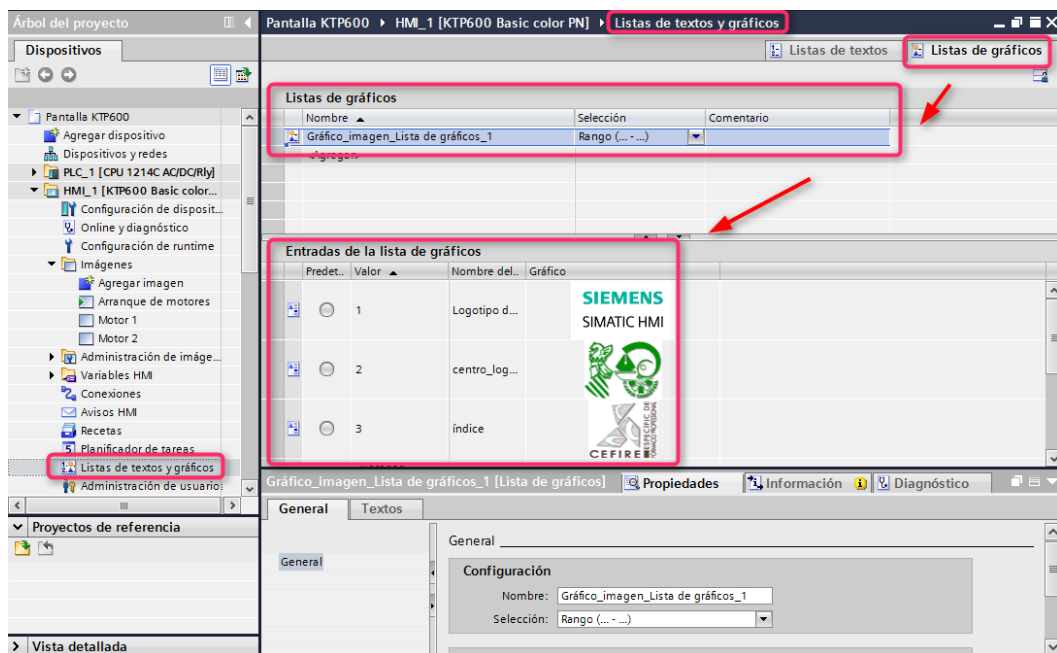 Árbol del proyecto
Pantalla KTP600 ▸ HMI_1 [KTP600 Basic color PN] ▸ Listas de textos y gráficos
Dispositivos
Listas de textos
Listas de gráficos
Pantalla KTP600
Agregar dispositivo
Dispositivos y redes
PLC_1 [CPU 1214C AC/DC/Rly]
HMI_1 [KTP600 Basic color...
Configuración de disposit...
Online y diagnóstico
Configuración de runtime
Imágenes
Agregar imagen
Arranque de motores
Motor 1
Motor 2
Administración de imáge...
Variables HMI
Conexiones
Avisos HMI
Recetas
Planificador de tareas
Listas de textos y gráficos
Administración de usuario
Proyectos de referencia
Vista detallada
Listas de gráficos
Nombre Selección Comentario
Gráfico_imagen_Lista de gráficos_1 Rango (... - ...)
<Agregar>
Entradas de la lista de gráficos
Predet.. Valor Nombre del.. Gráfico
1 Logotipo d...
SIEMENS
SIMATIC HMI
2 centro_log...
3 índice
CEFIRE
Gráfico_imagen_Lista de gráficos_1 [Lista de gráficos]
Propiedades
Información
Diagnóstico
General Textos
General
General
Configuración
Nombre: Gráfico_imagen_Lista de gráficos_1
Selección: Rango (... - ...)